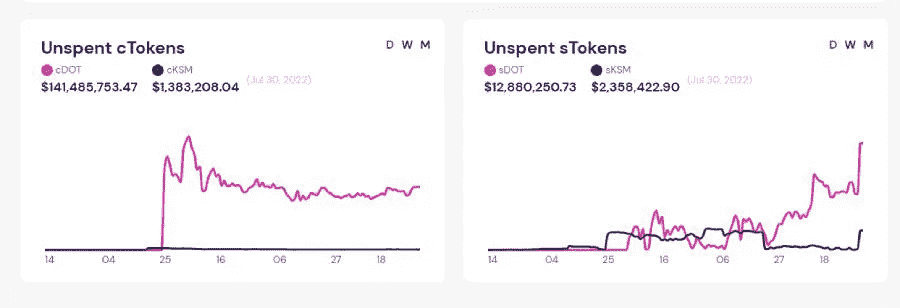 Unspent cTokens
D W M
cDOT cKSM
(Jul 30, 2022)
$141,485,753.47 $1,383,208.04
14 04 25 16 06 27 18
Unspent sTokens
D W M
sDOT sKSM
(Jul 30, 2022)
$12,880,250.73 $2,358,422.90
14 04 25 16 06 27 18